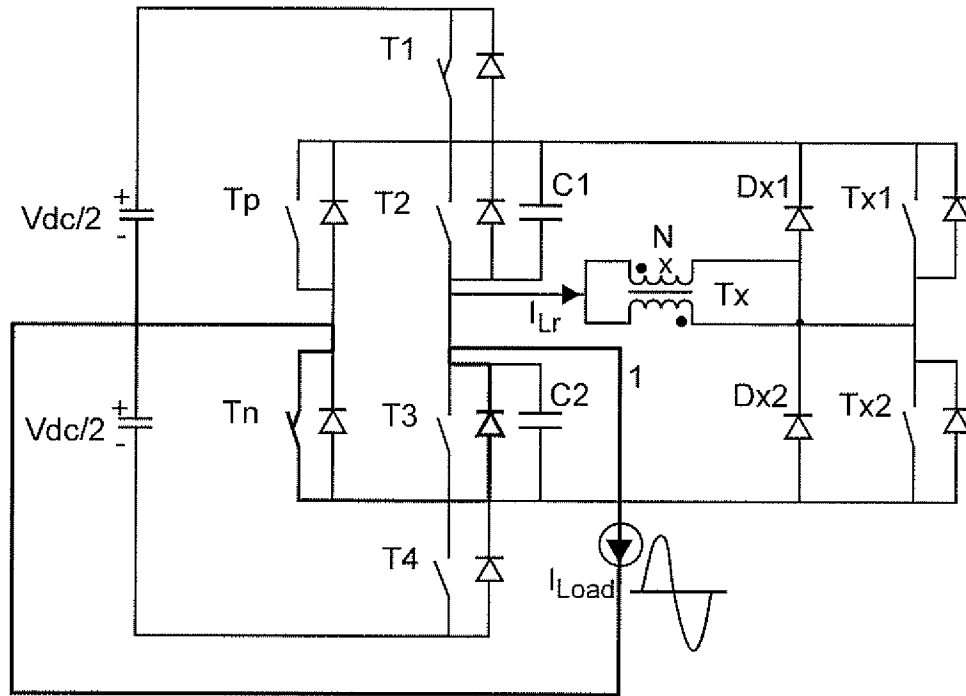 T1
Vdc/2
+
-
Tp
T2
C1
Dx1
Tx1
N
x
Tx
I_Lr
1
Vdc/2
+
-
Tn
T3
C2
Dx2
Tx2
T4
I_Load